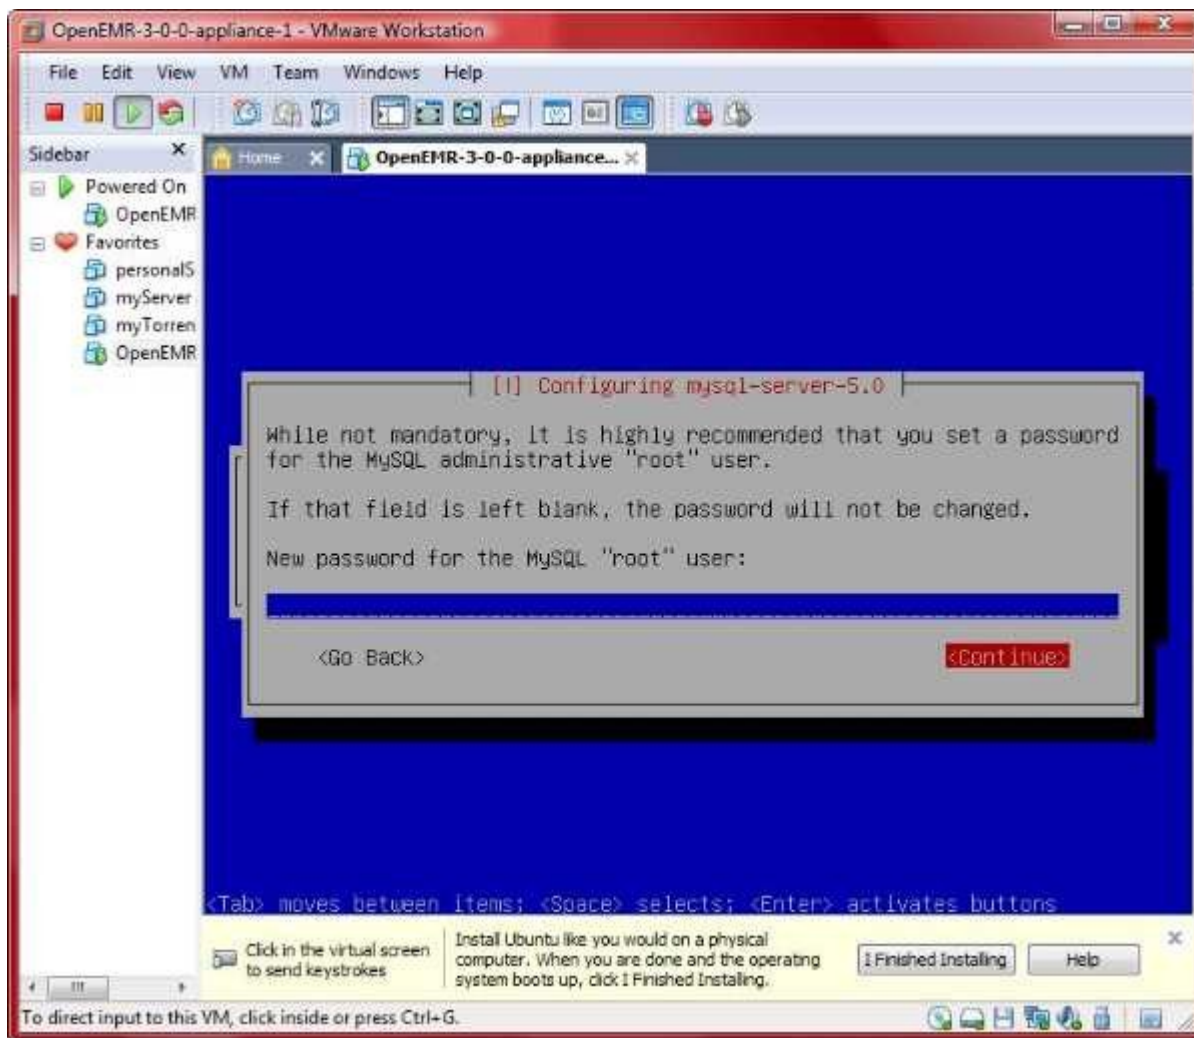 OpenEMR-3-0-0-appliance-1 - VMware Workstation
File Edit View VM Team Windows Help
Sidebar
Home
OpenEMR-3-0-0-appliance...
Powered On
OpenEMR
Favorites
personalS
myServer
myTorren
OpenEMR
[!] Configuring mysql-server-5.0
While not mandatory, it is highly recommended that you set a password
for the MySQL administrative "root" user.
If that field is left blank, the password will not be changed.
New password for the MySQL "root" user:
<Go Back> <Continue>
<Tab> moves between items; <Space> selects; <Enter> activates buttons
Click in the virtual screen
to send keystrokes
Install Ubuntu like you would on a physical
computer. When you are done and the operating
system boots up, click I Finished Installing.
I Finished Installing
Help
To direct input to this VM, click inside or press Ctrl+G.